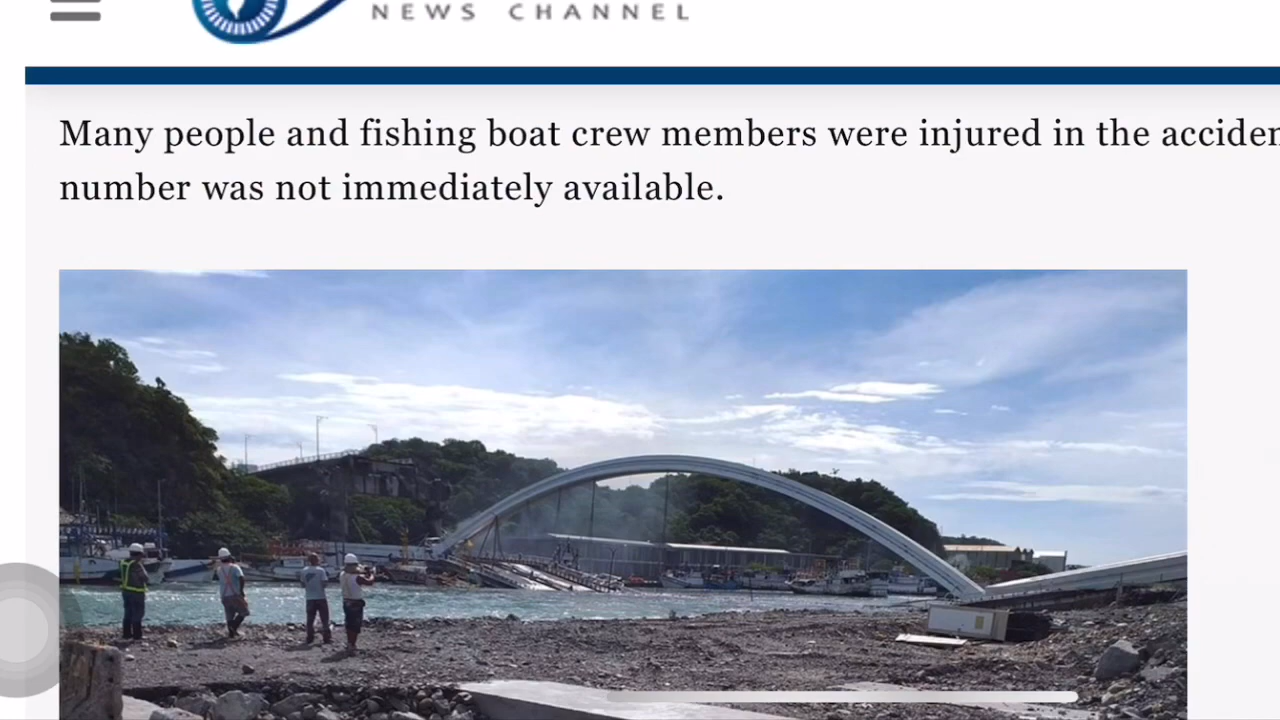 NEWS CHANNEL
Many people and fishing boat crew members were injured in the
number was not immediately available.